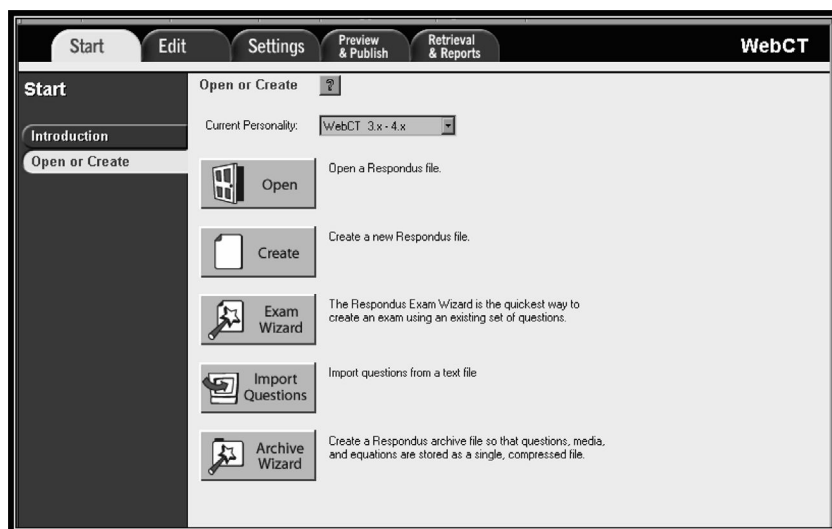 Start
Edit
Settings
Preview
& Publish
Retrieval
& Reports
WebCT
Start
Introduction
Open or Create
Open or Create ?
Current Personality: WebCT 3.x - 4.x
Open
Open a Respondus file.
Create
Create a new Respondus file.
Exam
Wizard
The Respondus Exam Wizard is the quickest way to
create an exam using an existing set of questions.
Import
Questions
Import questions from a text file
Archive
Wizard
Create a Respondus archive file so that questions, media,
and equations are stored as a single, compressed file.